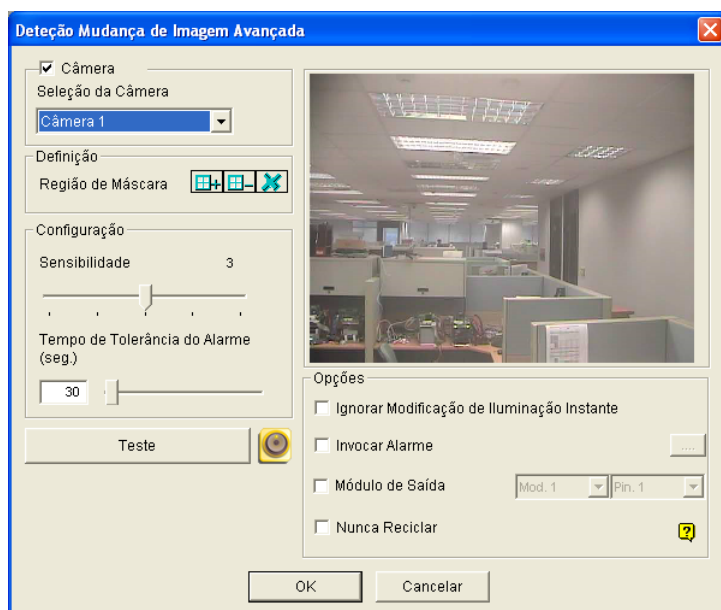 Deteção Mudança de Imagem Avançada
Câmera
Seleção da Câmera
Câmera 1
Definição
Região de Máscara
Configuração
Sensibilidade 3
Tempo de Tolerância do Alarme
(seg.)
30
Teste
Opções
Ignorar Modificação de Iluminação Instante
Invocar Alarme ....
Módulo de Saída Mod. 1 Pin. 1
Nunca Reciclar
OK Cancelar